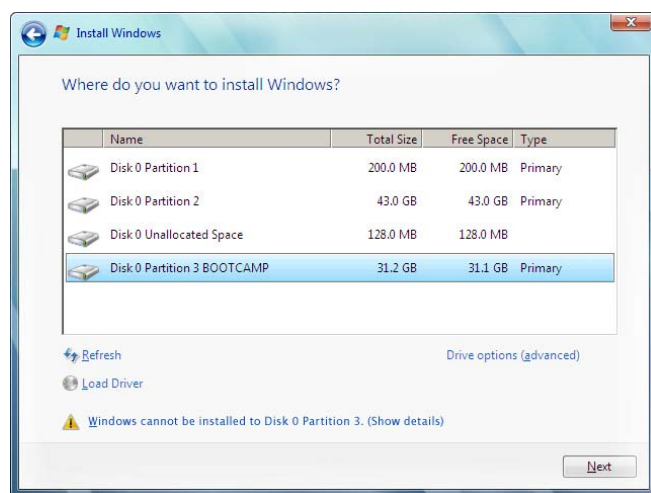 Install Windows
Where do you want to install Windows?
Name Total Size Free Space Type
Disk 0 Partition 1 200.0 MB 200.0 MB Primary
Disk 0 Partition 2 43.0 GB 43.0 GB Primary
Disk 0 Unallocated Space 128.0 MB 128.0 MB
Disk 0 Partition 3 BOOTCAMP 31.2 GB 31.1 GB Primary
Refresh Drive options (advanced)
Load Driver
Windows cannot be installed to Disk 0 Partition 3. (Show details)
Next